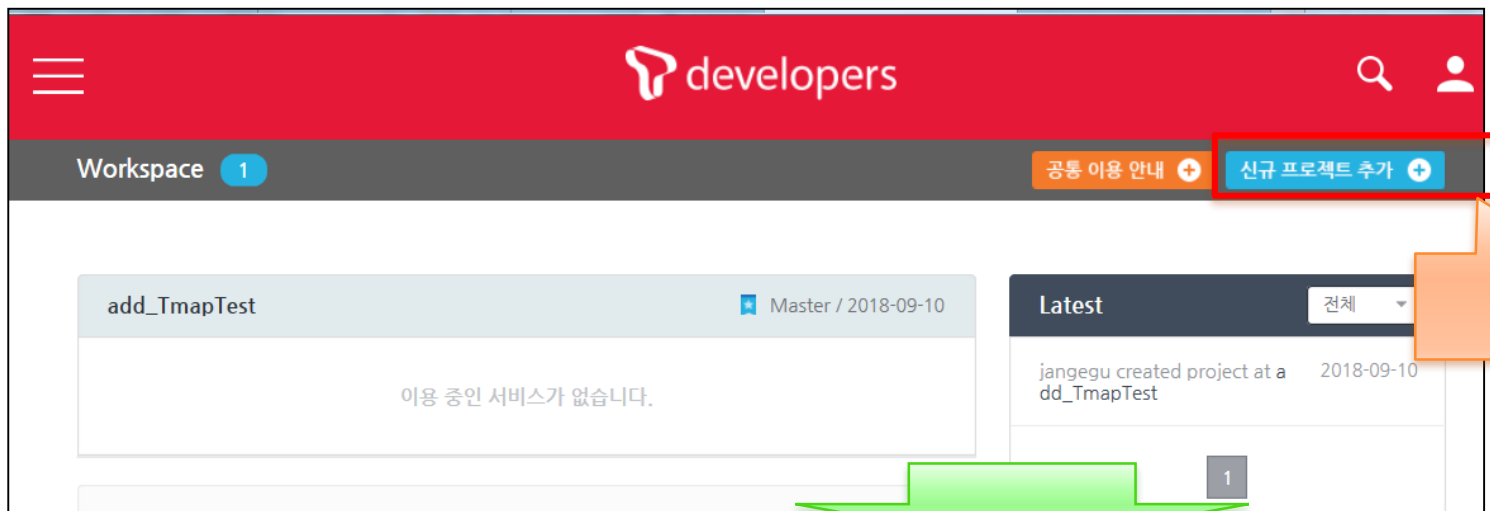 developers
Workspace 1
공통 이용 안내
신규 프로젝트 추가
add_TmapTest
Master / 2018-09-10
이용 중인 서비스가 없습니다.
Latest
전체
jangegu created project at a
dd_TmapTest
2018-09-10
1